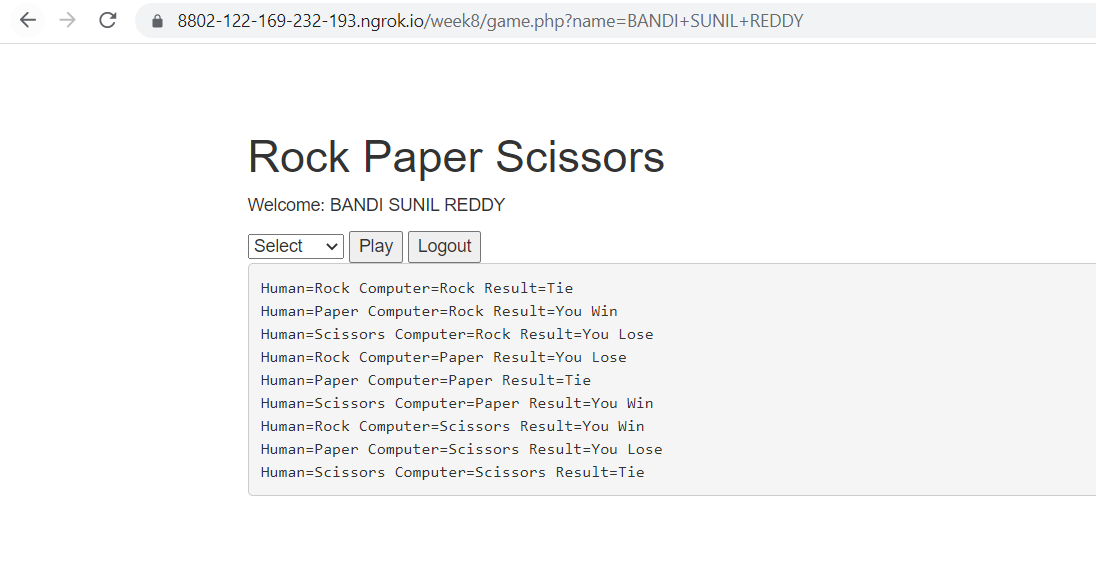 8802-122-169-232-193.ngrok.io/week8/game.php?name=BANDI+SUNIL+REDDY
Rock Paper Scissors
Welcome: BANDI SUNIL REDDY
Select Play Logout
Human=Rock Computer=Rock Result=Tie
Human=Paper Computer=Rock Result=You Win
Human=Scissors Computer=Rock Result=You Lose
Human=Rock Computer=Paper Result=You Lose
Human=Paper Computer=Paper Result=Tie
Human=Scissors Computer=Paper Result=You Win
Human=Rock Computer=Scissors Result=You Win
Human=Paper Computer=Scissors Result=You Lose
Human=Scissors Computer=Scissors Result=Tie